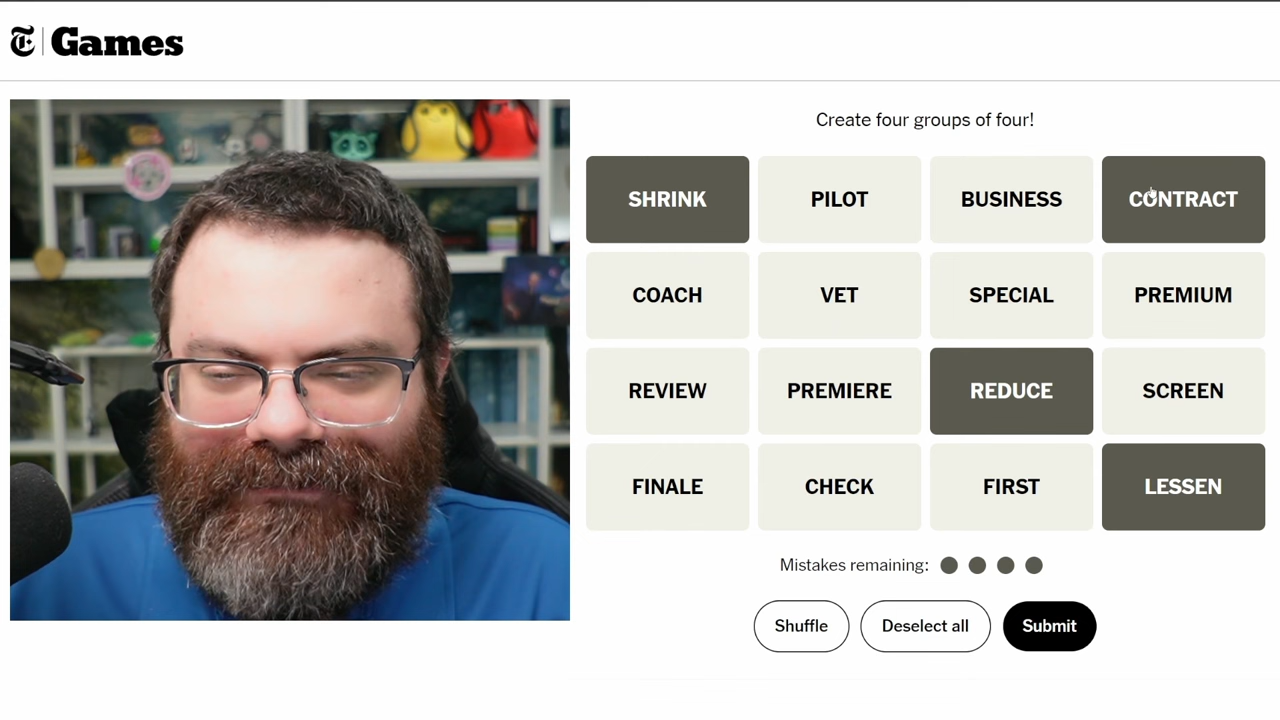 T Games
Create four groups of four!
SHRINK PILOT BUSINESS CONTRACT
COACH VET SPECIAL PREMIUM
REVIEW PREMIERE REDUCE SCREEN
FINALE CHECK FIRST LESSEN
Mistakes remaining:
Shuffle Deselect all Submit